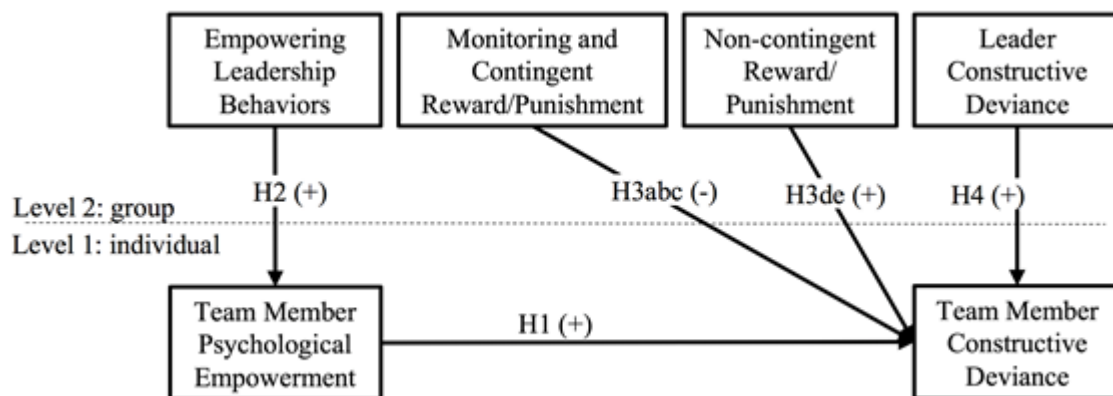 Empowering
Leadership
Behaviors
Monitoring and
Contingent
Reward/Punishment
Non-contingent
Reward/
Punishment
Leader
Constructive
Deviance
H2 (+)
H3abc (-)
H3de (+)
H4 (+)
Level 2: group
Level 1: individual
Team Member
Psychological
Empowerment
H1 (+)
Team Member
Constructive
Deviance